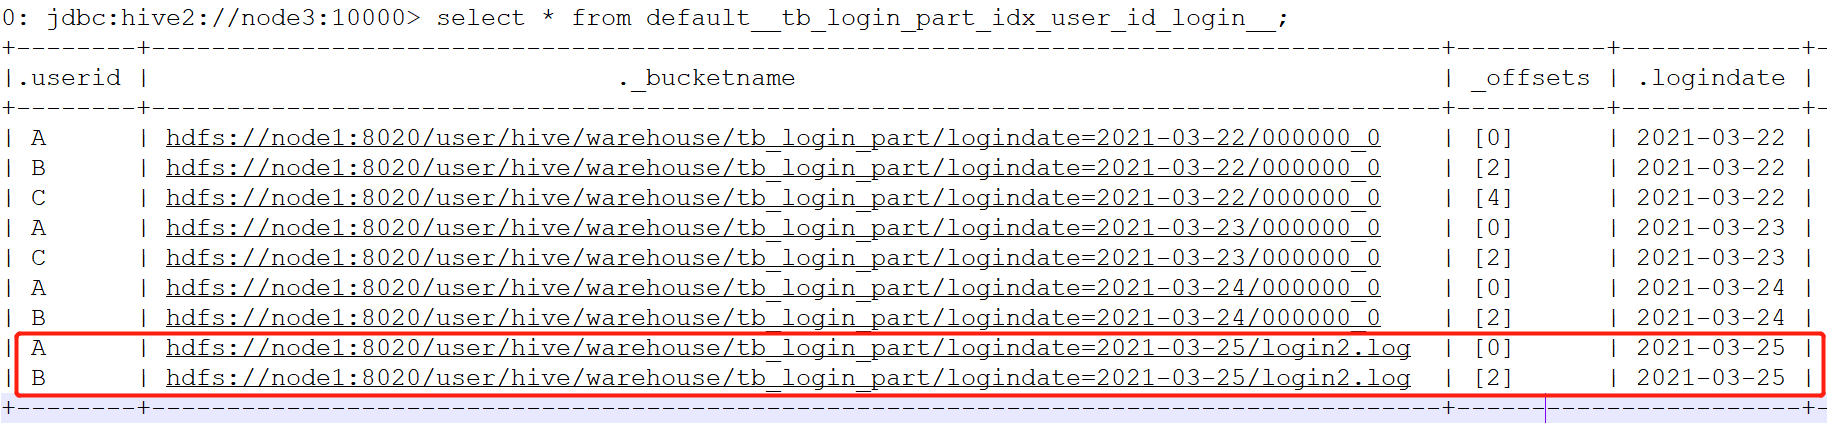 0: jdbc:hive2://node3:10000> select * from default__tb_login_part_idx_user_id_login__;
+--------+--------------------------------------------------------------------------------------+----------+------------+-
|.userid | ._bucketname | _offsets | .logindate |
+--------+--------------------------------------------------------------------------------------+----------+------------+-
| A | hdfs://node1:8020/user/hive/warehouse/tb_login_part/logindate=2021-03-22/000000_0 | [0] | 2021-03-22 |
| B | hdfs://node1:8020/user/hive/warehouse/tb_login_part/logindate=2021-03-22/000000_0 | [2] | 2021-03-22 |
| C | hdfs://node1:8020/user/hive/warehouse/tb_login_part/logindate=2021-03-22/000000_0 | [4] | 2021-03-22 |
| A | hdfs://node1:8020/user/hive/warehouse/tb_login_part/logindate=2021-03-23/000000_0 | [0] | 2021-03-23 |
| C | hdfs://node1:8020/user/hive/warehouse/tb_login_part/logindate=2021-03-23/000000_0 | [2] | 2021-03-23 |
| A | hdfs://node1:8020/user/hive/warehouse/tb_login_part/logindate=2021-03-24/000000_0 | [0] | 2021-03-24 |
| B | hdfs://node1:8020/user/hive/warehouse/tb_login_part/logindate=2021-03-24/000000_0 | [2] | 2021-03-24 |
| A | hdfs://node1:8020/user/hive/warehouse/tb_login_part/logindate=2021-03-25/login2.log | [0] | 2021-03-25 |
| B | hdfs://node1:8020/user/hive/warehouse/tb_login_part/logindate=2021-03-25/login2.log | [2] | 2021-03-25 |
+--------+--------------------------------------------------------------------------------------+-----------------------+-